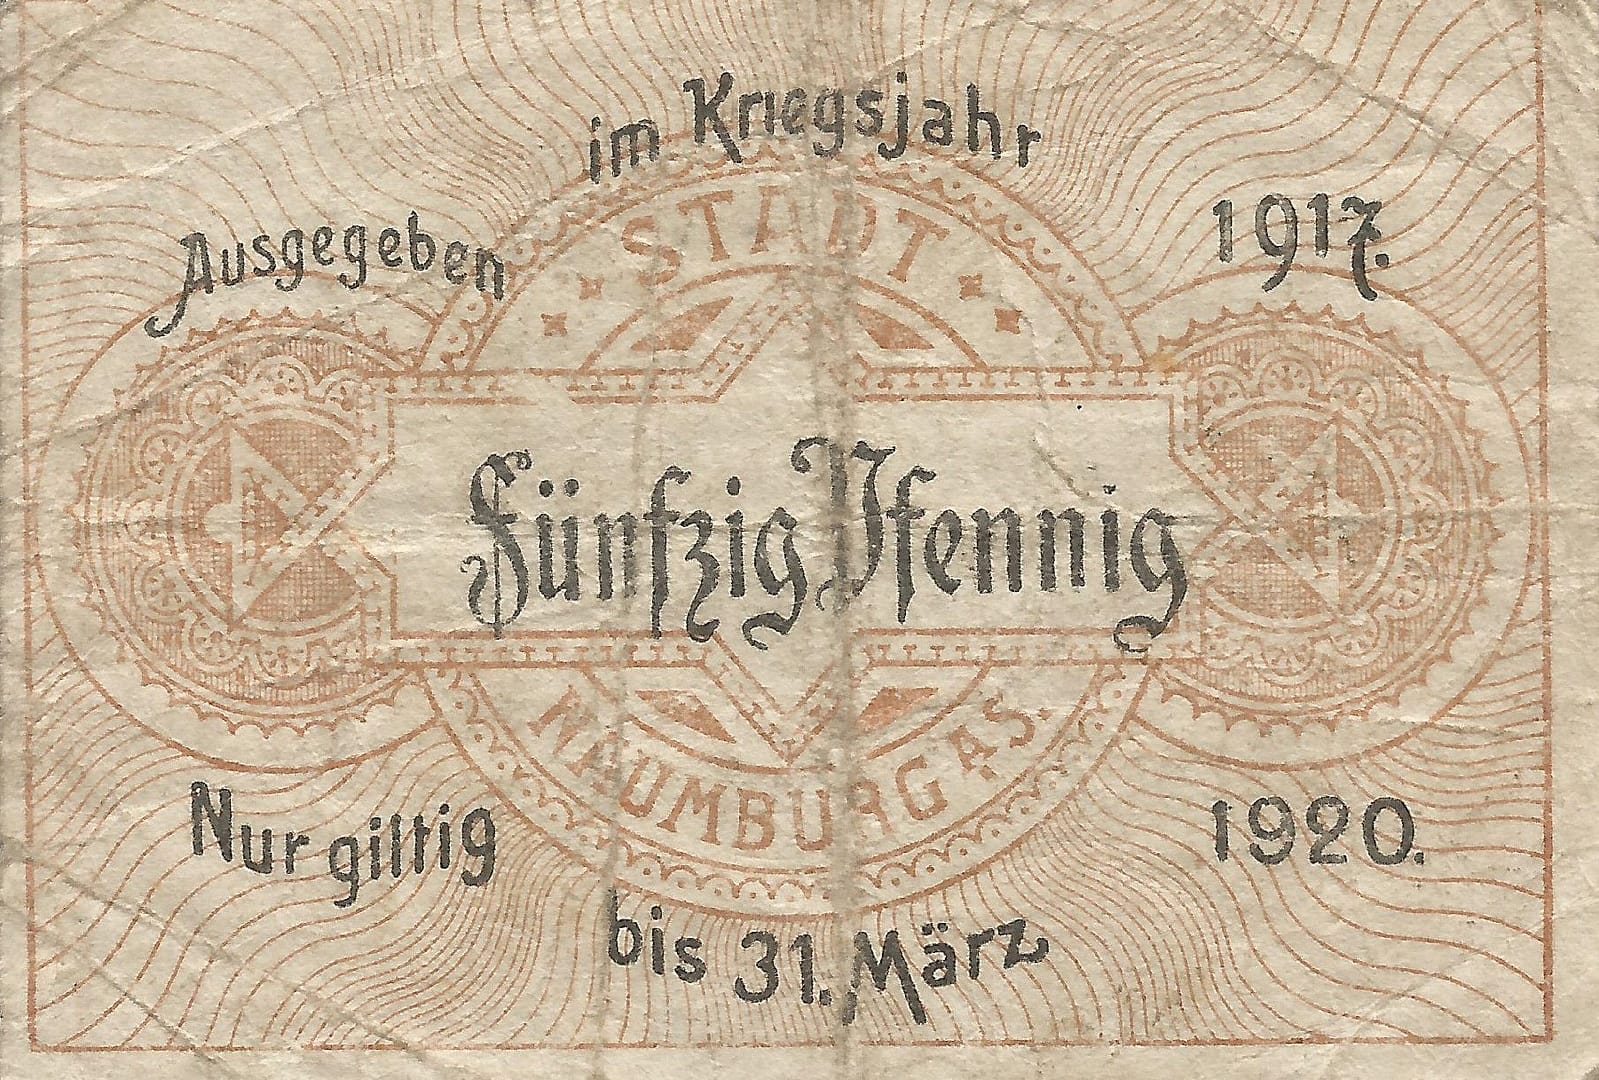 Ausgegeben im Kriegsjahr 1917.
STADT
Fünfzig Pfennig
NAUMBURG A S.
Nur giltig bis 31. März 1920.